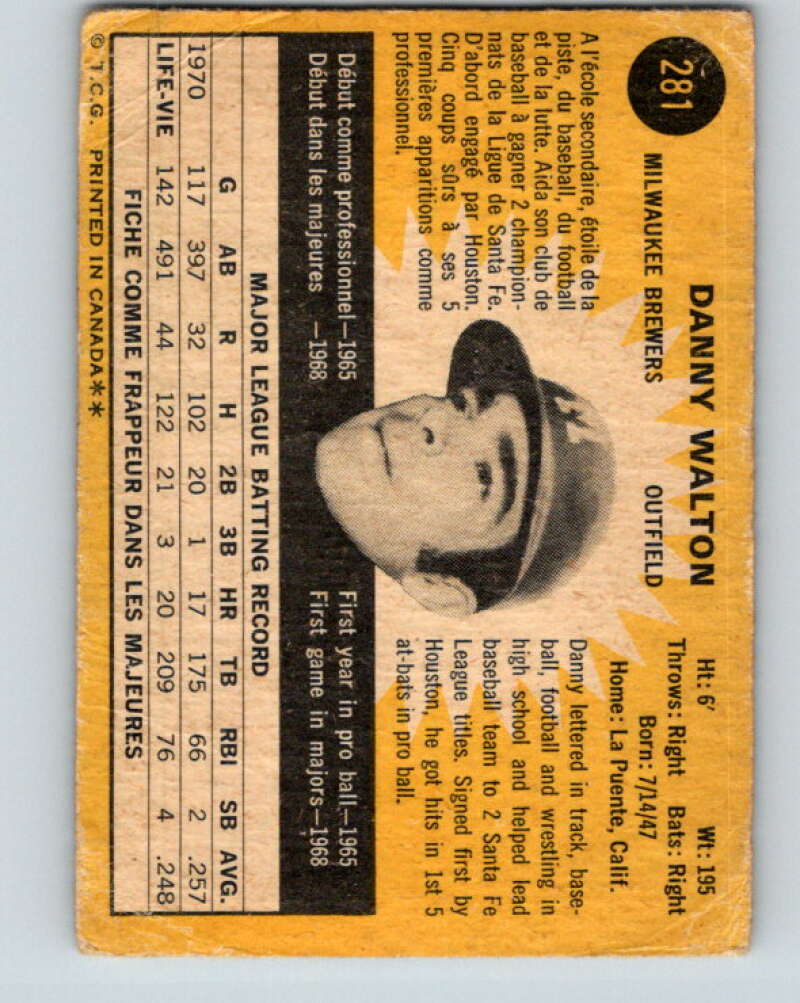 281
DANNY WALTON
MILWAUKEE BREWERS OUTFIELD
Ht: 6′ Wt: 195
Throws: Right Bats: Right
Born: 7/14/47
Home: La Puente, Calif.
A l'école secondaire, étoile de la
piste, du baseball, du football
et de la lutte. Aida son club de
baseball à gagner 2 champion-
nats de la Ligue de Santa Fe.
D'abord engagé par Houston.
Cinq coups sûrs à ses 5
premières apparitions comme
professionnel.
Danny lettered in track, base-
ball, football and wrestling in
high school and helped lead
baseball team to 2 Santa Fe
League titles. Signed first by
Houston, he got hits in 1st 5
at-bats in pro ball.
M
Début comme professionnel—1965
Début dans les majeures —1968
First year in pro ball—1965
First game in majors—1968
MAJOR LEAGUE BATTING RECORD
G AB R H 2B 3B HR TB RBI SB AVG.
1970 117 397 32 102 20 1 17 175 66 2 .257
LIFE-VIE 142 491 44 122 21 3 20 209 76 4 .248
FICHE COMME FRAPPEUR DANS LES MAJEURES
© T.C.G. PRINTED IN CANADA**